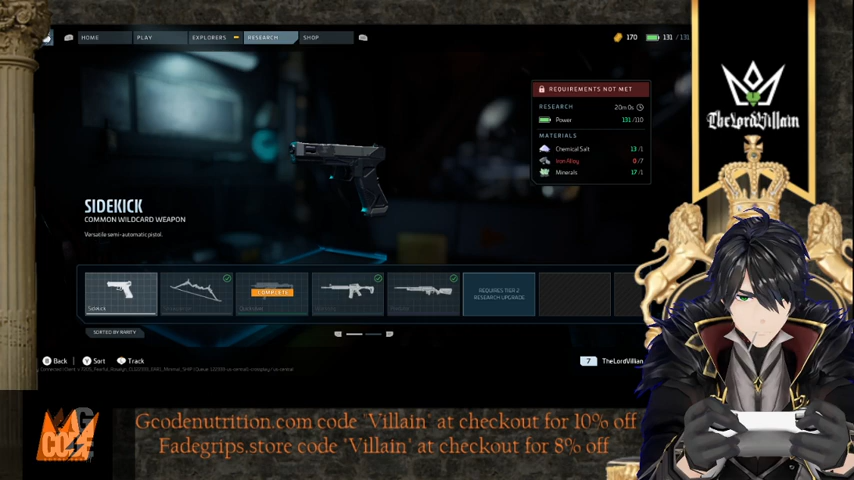 HOME
PLAY
EXPLORERS
RESEARCH
SHOP
170
131 / 131
REQUIREMENTS NOT MET
RESEARCH 20m 0s
Power 131/110
MATERIALS
Chemical Salt 13/1
Iron Alloy 0/7
Minerals 17/1
TheLordVillain
SIDEKICK
COMMON WILDCARD WEAPON
Versatile semi-automatic pistol.
Sidekick
COMPLETE
REQUIRES TIER 2
RESEARCH UPGRADE
SORTED BY RARITY
B Back
Y Sort
Track
7 TheLordVillian
G
CODE
Gcodenutrition.com code 'Villain' at checkout for 10% off
Fadegrips.store code 'Villain' at checkout for 8% off